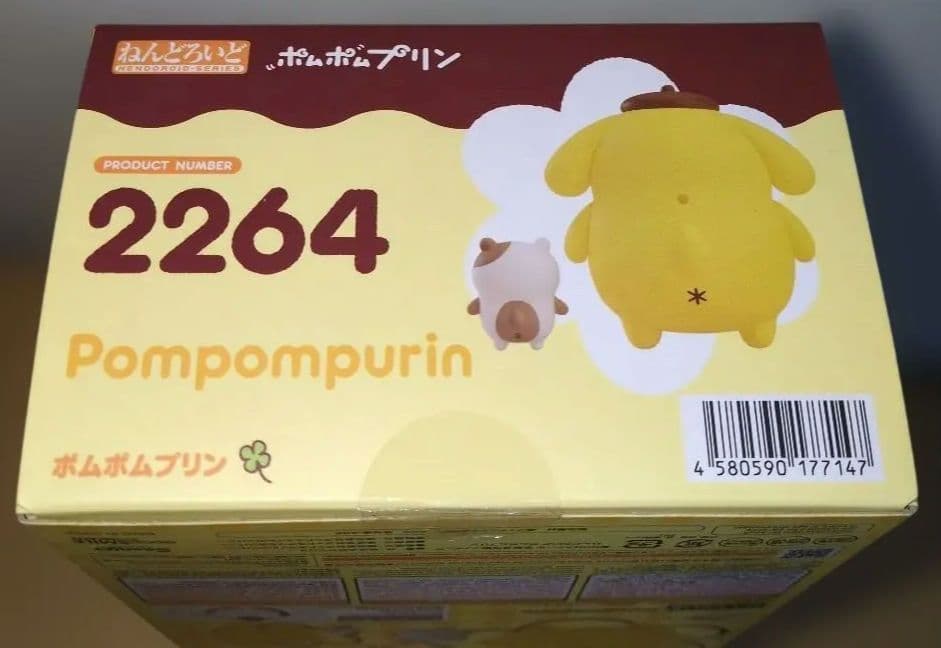 ねんどろいど
NENDOROID-SERIES
ポムポムプリン
PRODUCT NUMBER
2264
Pompompurin
ポムポムプリン
4 580590 177147